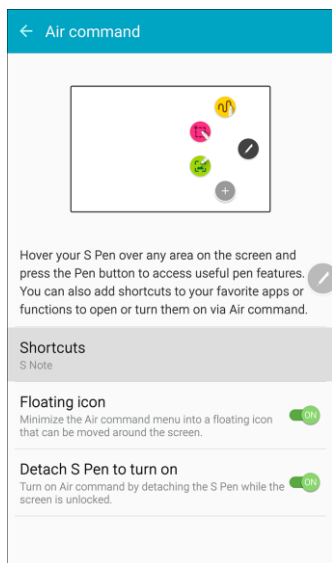 Air command
Hover your S Pen over any area on the screen and
press the Pen button to access useful pen features.
You can also add shortcuts to your favorite apps or
functions to open or turn them on via Air command.
Shortcuts
S Note
Floating icon
Minimize the Air command menu into a floating icon
that can be moved around the screen.
ON
Detach S Pen to turn on
Turn on Air command by detaching the S Pen while the
screen is unlocked.
ON